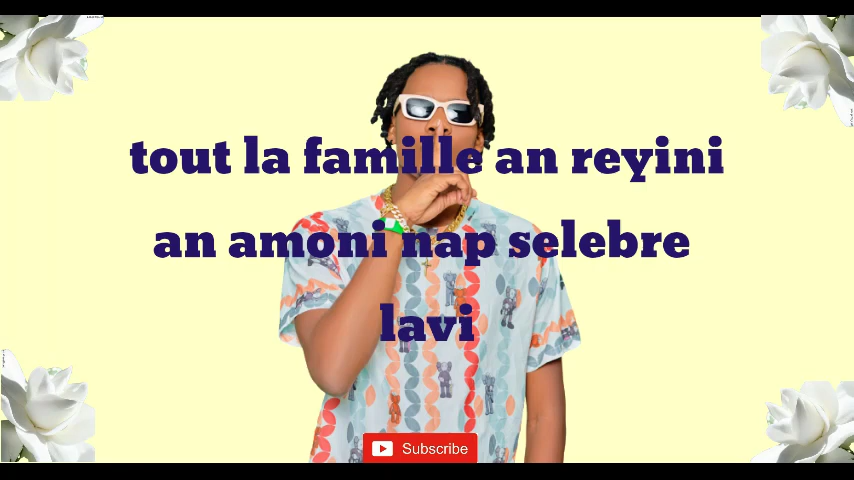 tout la famille an reyini
an amoni nap selebre
lavi
Subscribe